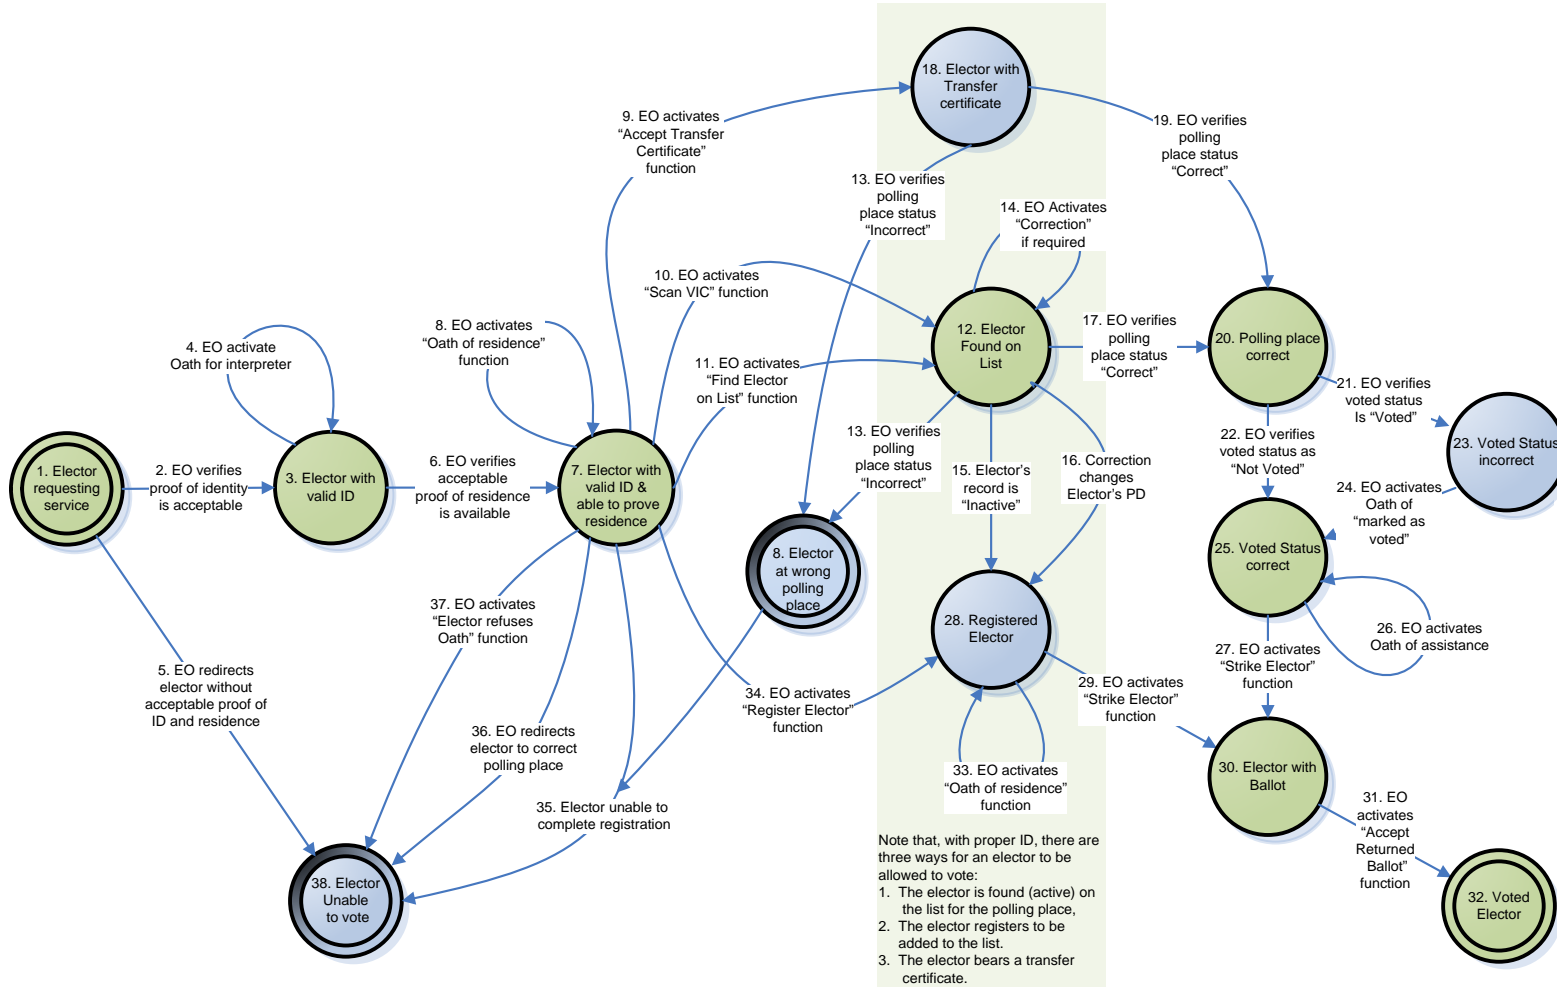 18. Elector with
Transfer
certificate
9. EO activates
“Accept Transfer
Certificate”
function
19. EO verifies
polling
place status
“Correct”
13. EO verifies
polling
place status
“Incorrect”
14. EO Activates
“Correction”
if required
10. EO activates
“Scan VIC” function
4. EO activate
Oath for interpreter
8. EO activates
“Oath of residence”
function
12. Elector
Found on
List
17. EO verifies
polling
place status
“Correct”
20. Polling place
correct
11. EO activates
“Find Elector
on List” function
21. EO verifies
voted status
Is “Voted”
1. Elector
requesting
service
2. EO verifies
proof of identity
is acceptable
3. Elector with
valid ID
6. EO verifies
acceptable
proof of residence
is available
7. Elector with
valid ID &
able to prove
residence
13. EO verifies
polling
place status
“Incorrect”
15. Elector’s
record is
“Inactive”
16. Correction
changes
Elector’s PD
22. EO verifies
voted status as
“Not Voted”
23. Voted Status
incorrect
24. EO activates
Oath of
“marked as
voted”
8. Elector
at wrong
polling
place
25. Voted Status
correct
37. EO activates
“Elector refuses
Oath” function
28. Registered
Elector
26. EO activates
Oath of assistance
27. EO activates
“Strike Elector”
function
5. EO redirects
elector without
acceptable proof of
ID and residence
34. EO activates
“Register Elector”
function
29. EO activates
“Strike Elector”
function
36. EO redirects
elector to correct
polling place
33. EO activates
“Oath of residence”
function
30. Elector with
Ballot
35. Elector unable to
complete registration
31. EO
activates
“Accept
Returned
Ballot”
function
38. Elector
Unable
to vote
32. Voted
Elector
Note that, with proper ID, there are
three ways for an elector to be
allowed to vote:
1. The elector is found (active) on
the list for the polling place,
2. The elector registers to be
added to the list.
3. The elector bears a transfer
certificate.